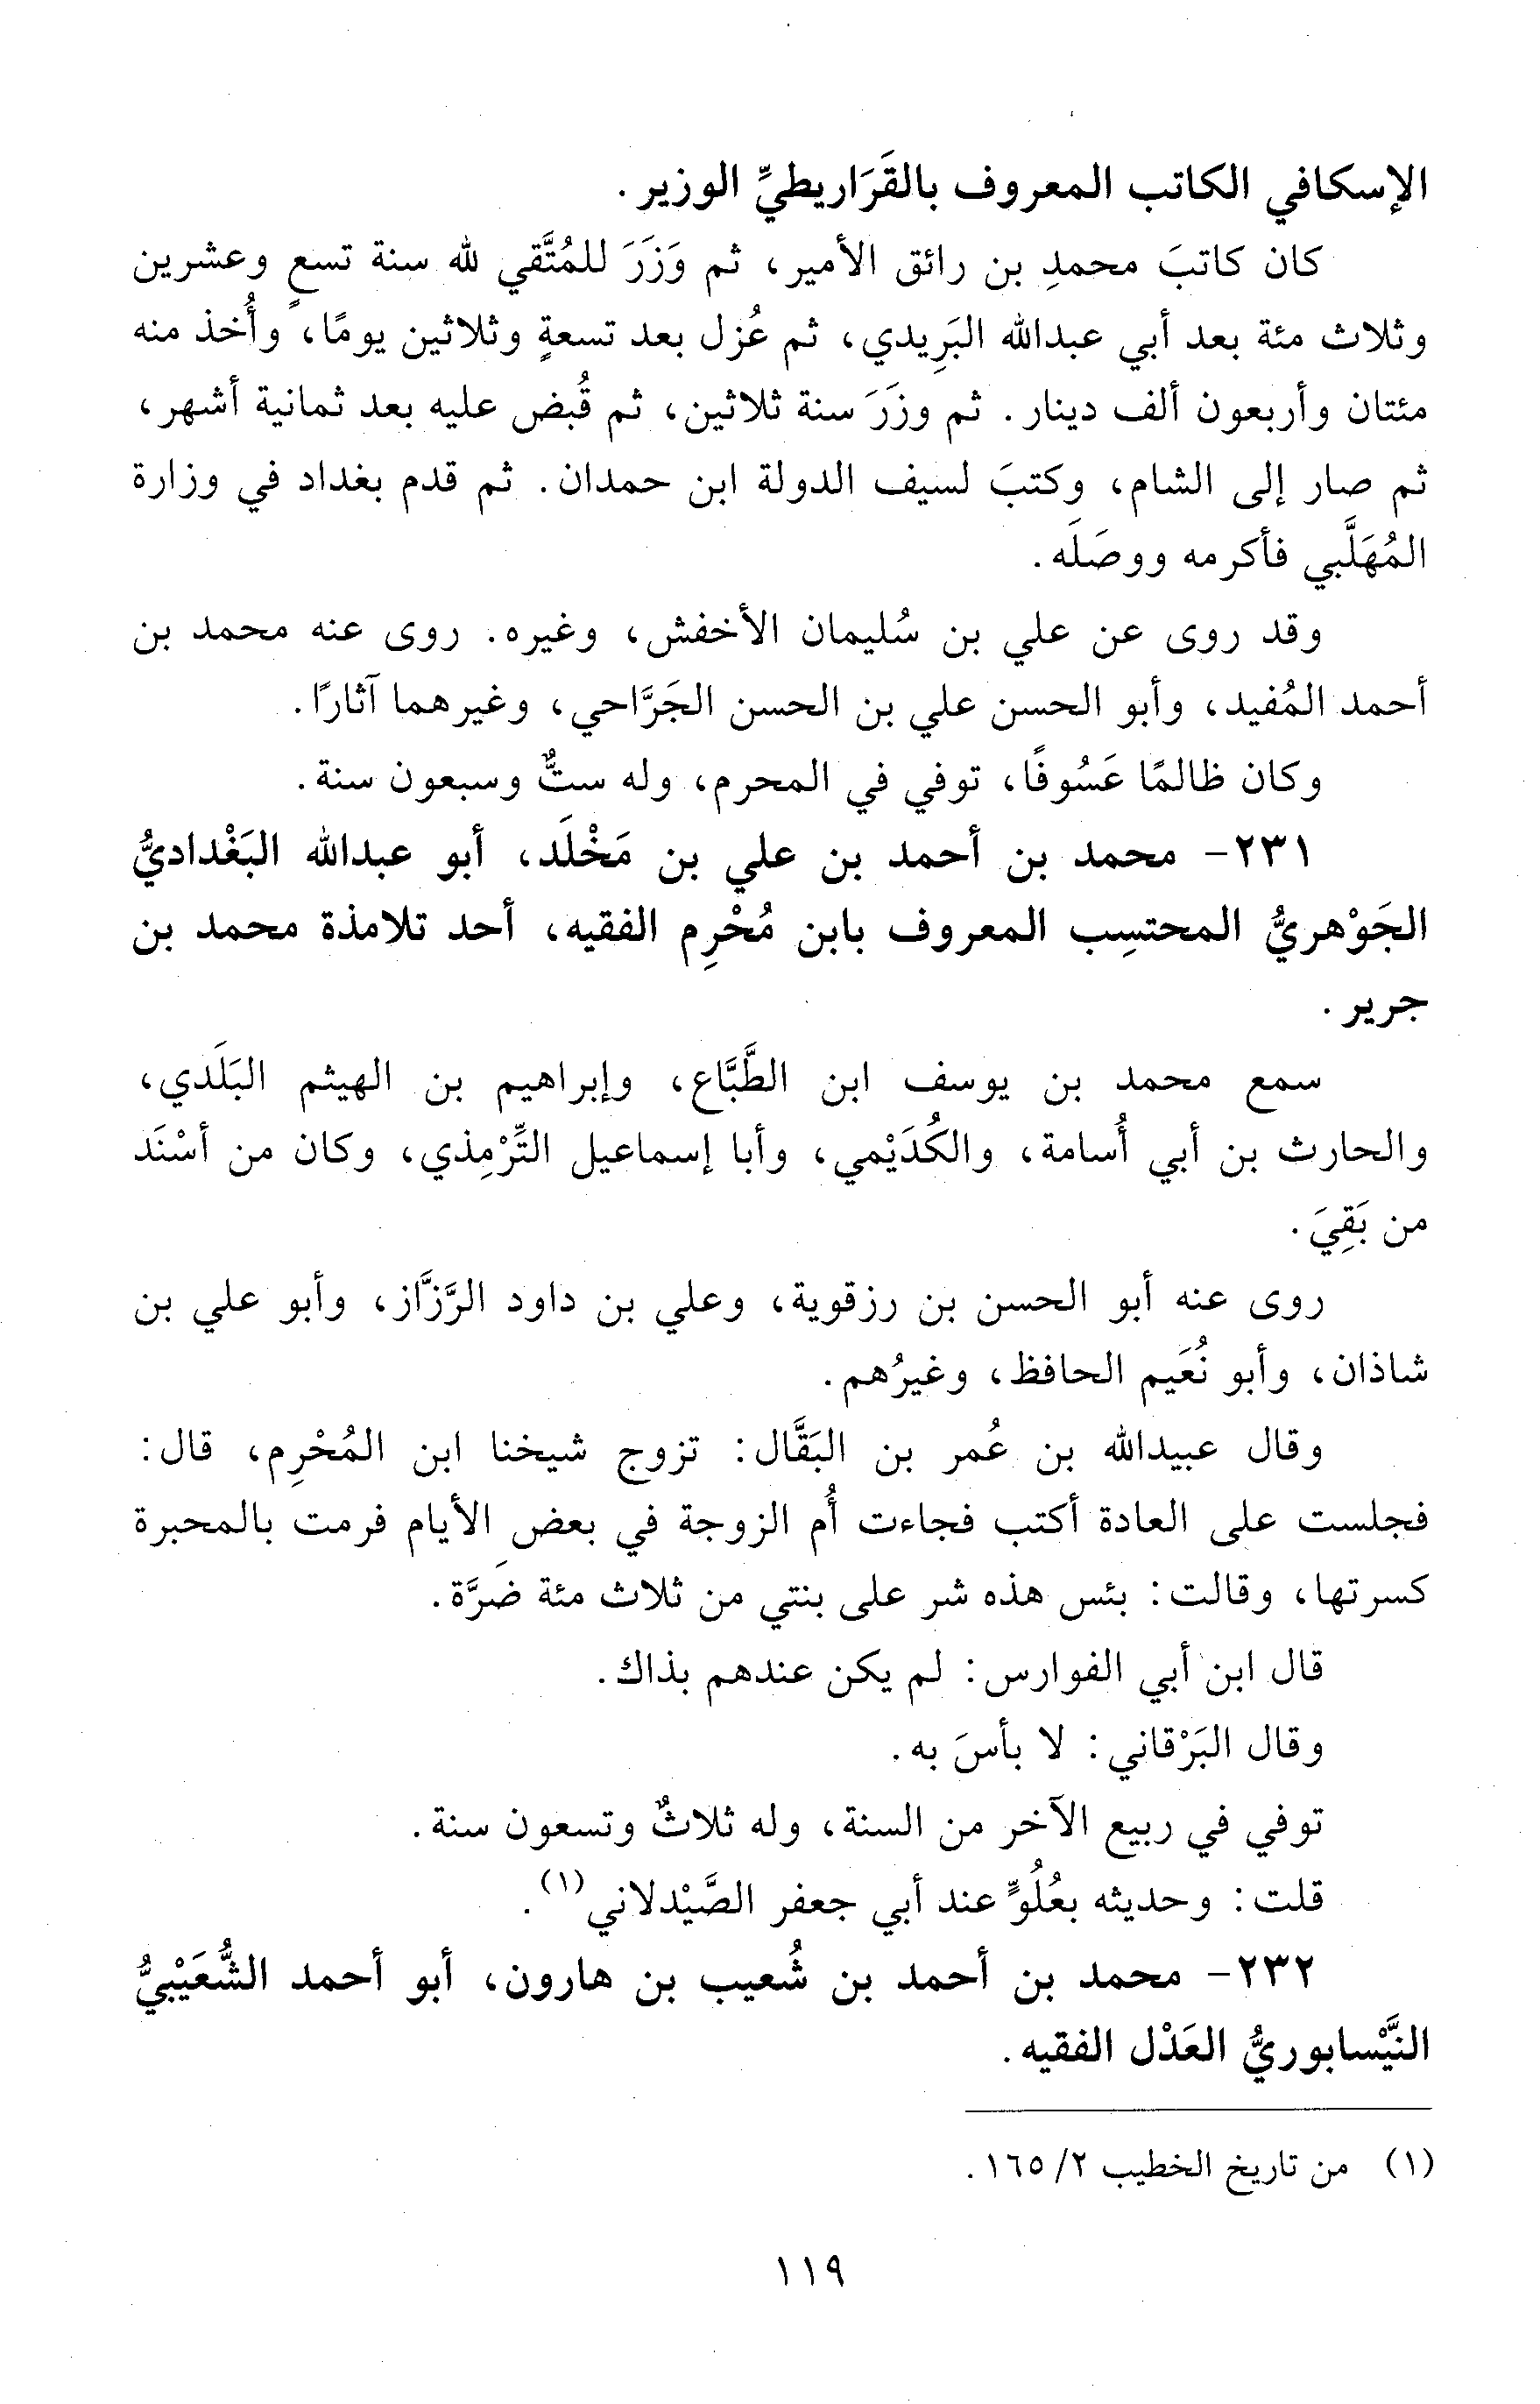 الإسكافي الكاتب المعروف بالقَرَاريطيِّ الوزير.
كان كاتبَ محمدِ بن رائق الأمير، ثم وَزَرَ للمُتَّقي لله سنة تسعٍ وعشرين
وثلاث مئة بعد أبي عبدالله البَرِيدي، ثم عُزل بعد تسعةٍ وثلاثين يومًا، وأُخذ منه
مئتان وأربعون ألف دينار. ثم وزَرَ سنة ثلاثين، ثم قُبض عليه بعد ثمانية أشهر،
ثم صار إلى الشام، وكتبَ لسيف الدولة ابن حمدان. ثم قدم بغداد في وزارة
المُهَلَّبي فأكرمه ووصَلَه.
وقد روى عن علي بن سُليمان الأخفش، وغيره. روى عنه محمد بن
أحمد المُفيد، وأبو الحسن علي بن الحسن الجَرَّاحي، وغيرهما آثارًا.
وكان ظالمًا عَسُوفًا، توفي في المحرم، وله ستٌّ وسبعون سنة.
٢٣١- محمد بن أحمد بن علي بن مَخْلَد، أبو عبدالله البَغْداديُّ
الجَوْهريُّ المحتسِب المعروف بابن مُحْرِم الفقيه، أحد تلامذة محمد بن
جرير.
سمع محمد بن يوسف ابن الطَّبَّاع، وإبراهيم بن الهيثم البَلَدي،
والحارث بن أبي أُسامة، والكُدَيْمي، وأبا إسماعيل التِّرْمِذي، وكان من أسْنَد
من بَقِيَ.
روى عنه أبو الحسن بن رزقوية، وعلي بن داود الرَّزَّاز، وأبو علي بن
شاذان، وأبو نُعَيم الحافظ، وغيرُهم.
وقال عبيدالله بن عُمر بن البَقَّال: تزوج شيخنا ابن المُحْرِم، قال:
فجلست على العادة أكتب فجاءت أُم الزوجة في بعض الأيام فرمت بالمحبرة
كسرتها، وقالت: بئس هذه شر على بنتي من ثلاث مئة ضَرَّة.
قال ابن أبي الفوارس: لم يكن عندهم بذاك.
وقال البَرْقاني: لا بأسَ به.
توفي في ربيع الآخر من السنة، وله ثلاثٌ وتسعون سنة.
قلت: وحديثه بعُلُوٍّ عند أبي جعفر الصَّيْدلاني(١).
٢٣٢- محمد بن أحمد بن شُعيب بن هارون، أبو أحمد الشُّعَيْبيُّ
النَّيْسابوريُّ العَدْل الفقيه.
(١) من تاريخ الخطيب ٢/ ١٦٥.
١١٩